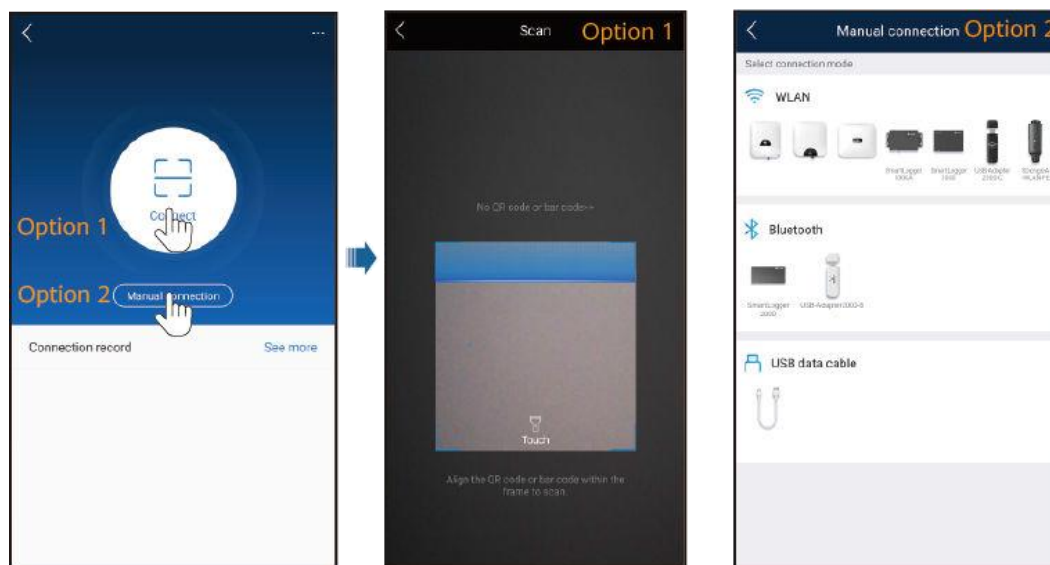 ...
Connect
Option 1
Option 2
Manual connection
Connection record
See more
Scan
Option 1
No QR code or bar code>>
Touch
Align the QR code or bar code within the
frame to scan.
Manual connection
Option 2
Select connection mode
WLAN
SmartLogger
SmartLogger
USB-Adapter
Bluetooth
SmartLogger
2000
USB-Adapter2000-B
USB data cable